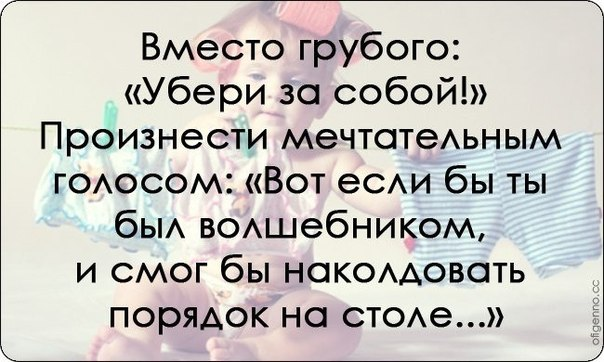 Вместо грубого:
«Убери за собой!»
Произнести мечтательным
голосом: «Вот если бы ты
был волшебником,
и смог бы наколдовать
порядок на столе...»
ofigenno.cc